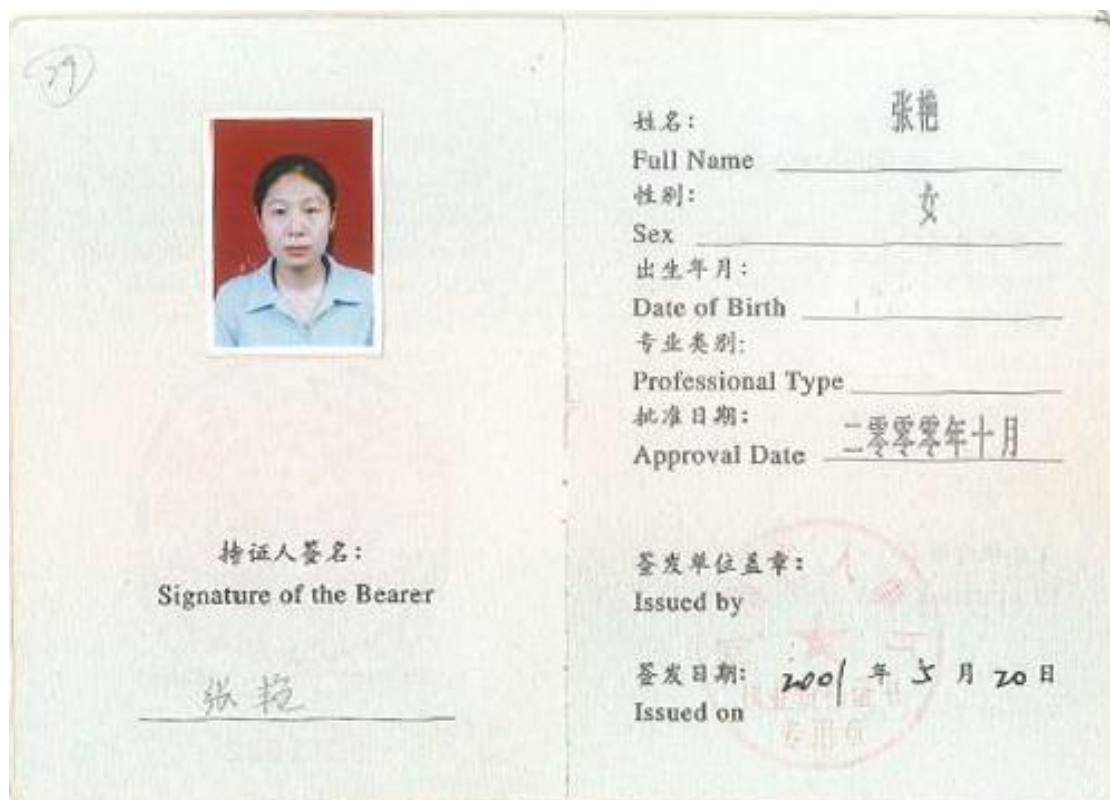 79
持证人签名:
Signature of the Bearer
张艳
姓名: 张艳
Full Name
性别: 女
Sex
出生年月:
Date of Birth
专业类别:
Professional Type
批准日期: 二零零零年十月
Approval Date
签发单位盖章:
Issued by
签发日期: 2001 年 5 月 20 日
Issued on